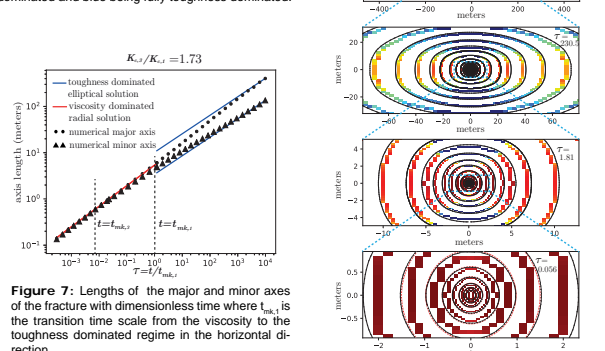 dominated and blue being fully toughness dominated.
K_{c,3}/K_{c,1} = 1.73
axis length (meters)
toughness dominated
elliptical solution
viscosity dominated
radial solution
numerical major axis
numerical minor axis
10^2
10^1
10^0
10^{-1}
t=t_{mk,3}
t=t_{mk,1}
10^{-3} 10^{-2} 10^{-1} 10^0 10^1 10^2 10^3 10^4
τ=t/t_{mk,1}
Figure 7: Lengths of the major and minor axes
of the fracture with dimensionless time where t_{mk,1} is
the transition time scale from the viscosity to the
toughness dominated regime in the horizontal di-
rection
−400 −200 0 200 400
meters
τ=
230.5
meters
20
0
−20
−60 −40 −20 0 20 40 60
meters
τ=
1.81
meters
4
2
0
−2
−4
−10 −5 0 5 10
meters
τ=
0.056
meters
0.5
0.0
−0.5
−2 −1 0 1 2